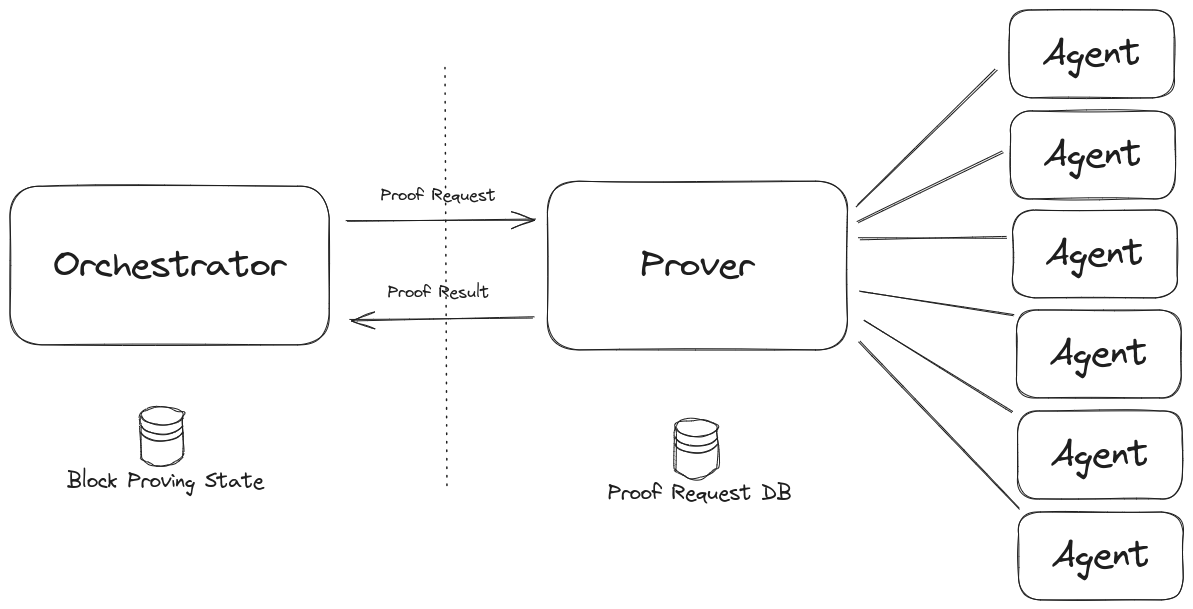 Orchestrator
Proof Request
Proof Result
Prover
Agent
Agent
Agent
Agent
Agent
Agent
Block Proving State
Proof Request DB